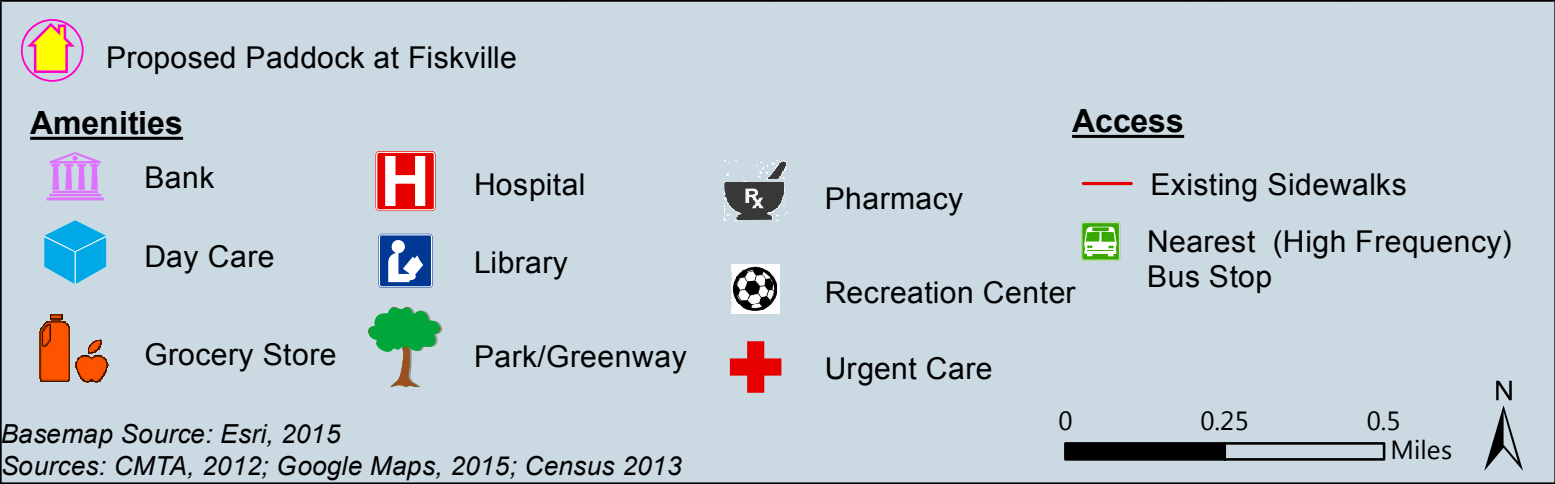 Proposed Paddock at Fiskville
Amenities
Bank
Day Care
Grocery Store
H
Hospital
Library
Park/Greenway
Rx
Pharmacy
Recreation Center
Urgent Care
Access
Existing Sidewalks
Nearest (High Frequency)
Bus Stop
Basemap Source: Esri, 2015
Sources: CMTA, 2012; Google Maps, 2015; Census 2013
0 0.25 0.5
Miles
N